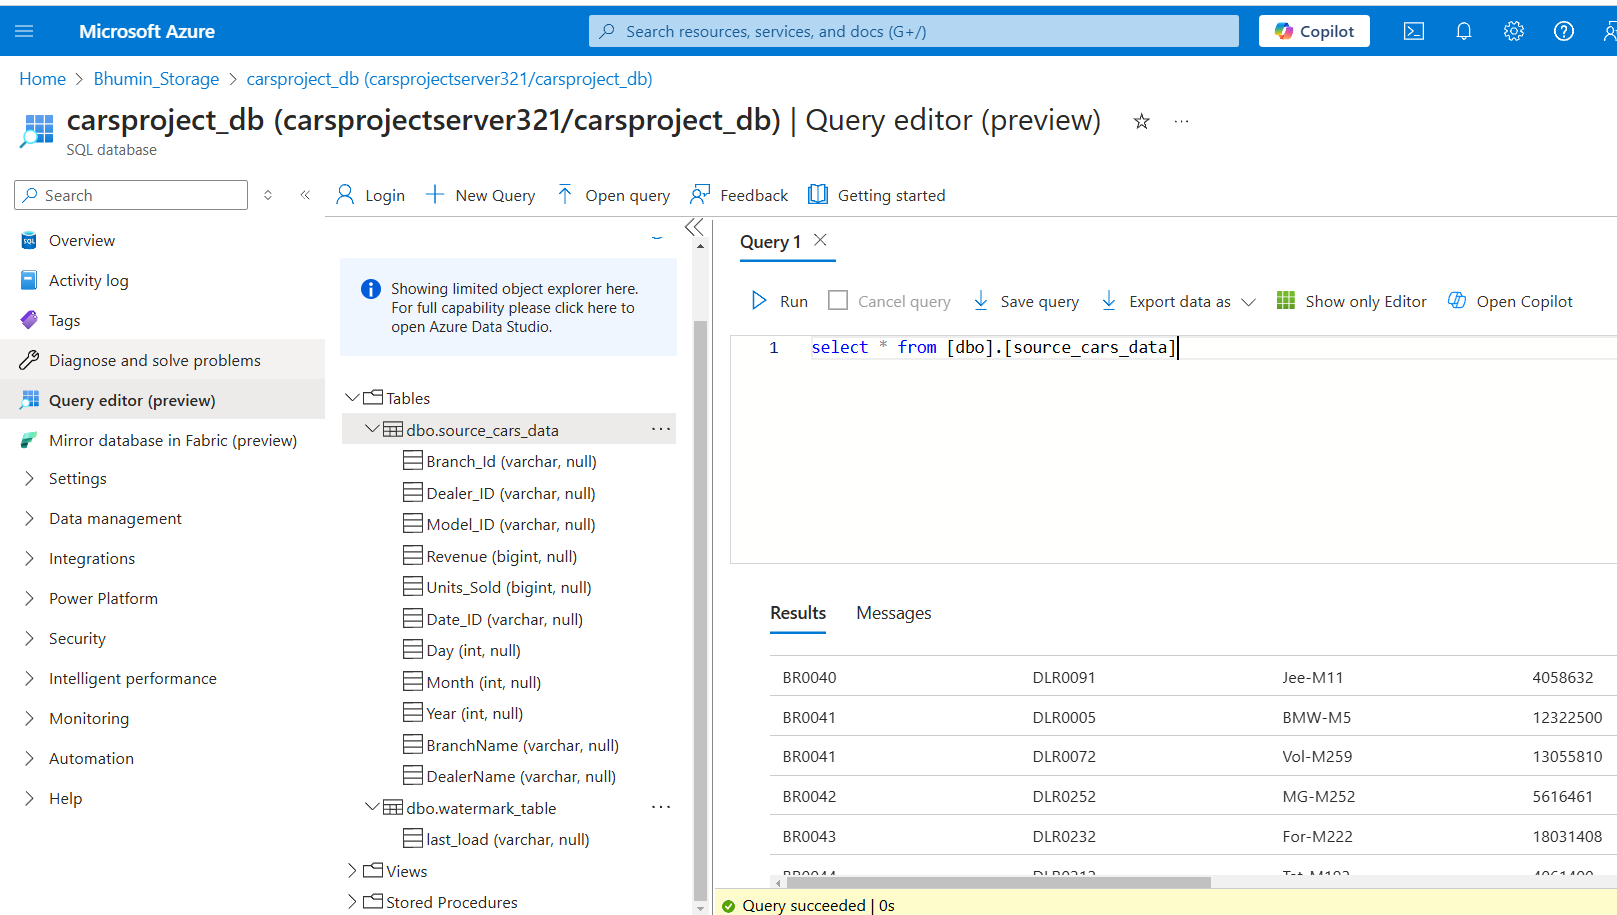 Microsoft Azure
Search resources, services, and docs (G+/)
Copilot
Home > Bhumin_Storage > carsproject_db (carsprojectserver321/carsproject_db)
carsproject_db (carsprojectserver321/carsproject_db) | Query editor (preview)
SQL database
Search
Login
New Query
Open query
Feedback
Getting started
Overview
Activity log
Tags
Diagnose and solve problems
Query editor (preview)
Mirror database in Fabric (preview)
Settings
Data management
Integrations
Power Platform
Security
Intelligent performance
Monitoring
Automation
Help
Showing limited object explorer here.
For full capability please click here to
open Azure Data Studio.
Tables
dbo.source_cars_data
Branch_Id (varchar, null)
Dealer_ID (varchar, null)
Model_ID (varchar, null)
Revenue (bigint, null)
Units_Sold (bigint, null)
Date_ID (varchar, null)
Day (int, null)
Month (int, null)
Year (int, null)
BranchName (varchar, null)
DealerName (varchar, null)
dbo.watermark_table
last_load (varchar, null)
Views
Stored Procedures
Query 1
Run
Cancel query
Save query
Export data as
Show only Editor
Open Copilot
1 select * from [dbo].[source_cars_data]
Results Messages
BR0040 DLR0091 Jee-M11 4058632
BR0041 DLR0005 BMW-M5 12322500
BR0041 DLR0072 Vol-M259 13055810
BR0042 DLR0252 MG-M252 5616461
BR0043 DLR0232 For-M222 18031408
Query succeeded | 0s